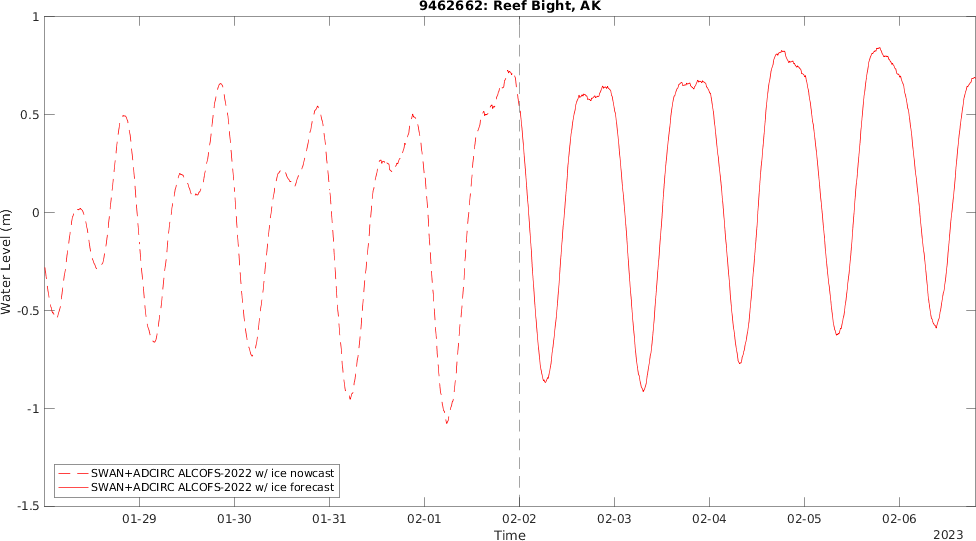 9462662: Reef Bight, AK
1
0.5
0
-0.5
-1
-1.5
Water Level (m)
SWAN+ADCIRC ALCOFS-2022 w/ ice nowcast
SWAN+ADCIRC ALCOFS-2022 w/ ice forecast
01-29 01-30 01-31 02-01 02-02 02-03 02-04 02-05 02-06
Time
2023